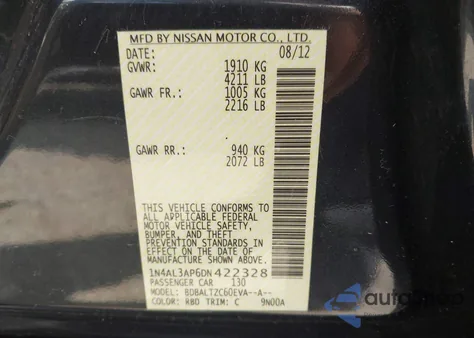 MFD BY NISSAN MOTOR CO., LTD.
DATE: 08/12
GVWR: 1910 KG
4211 LB
GAWR FR.: 1005 KG
2216 LB
GAWR RR.: 940 KG
2072 LB
THIS VEHICLE CONFORMS TO
ALL APPLICABLE FEDERAL
MOTOR VEHICLE SAFETY,
BUMPER, AND THEFT
PREVENTION STANDARDS IN
EFFECT ON THE DATE OF
MANUFACTURE SHOWN ABOVE.
1N4AL3AP6DN422328
PASSENGER CAR 130
MODEL: BDBALTZC60EVA--A--
COLOR: RBD TRIM: C 9N00A